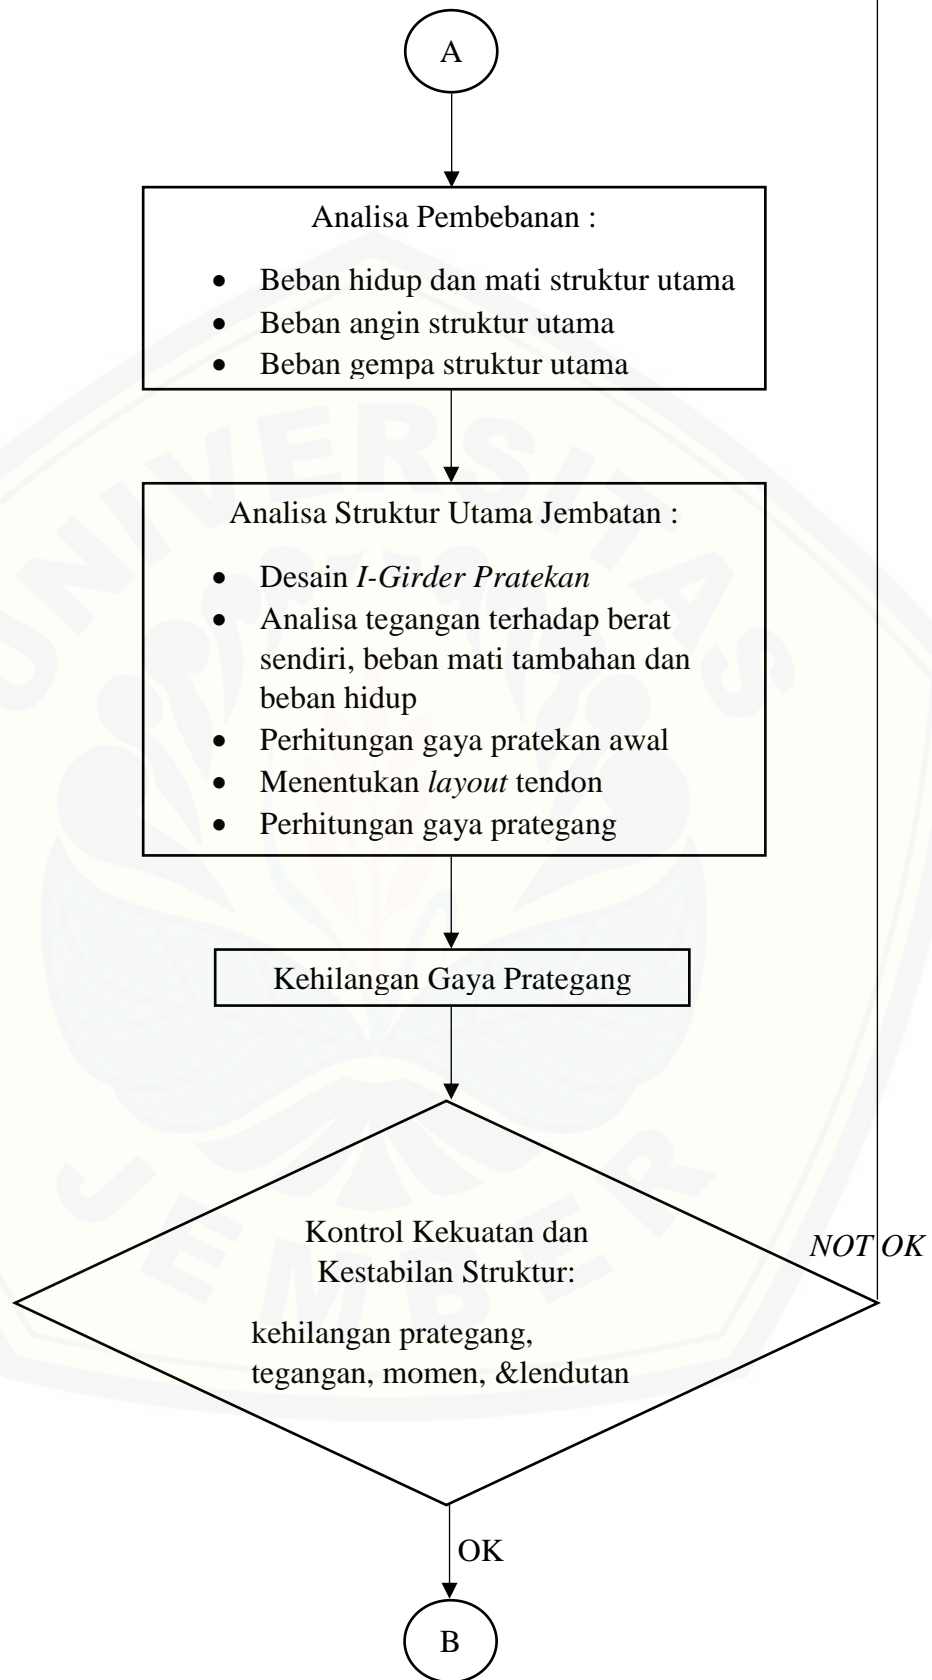 A
Analisa Pembebanan :
• Beban hidup dan mati struktur utama
• Beban angin struktur utama
• Beban gempa struktur utama
Analisa Struktur Utama Jembatan :
• Desain I-Girder Pratekan
• Analisa tegangan terhadap berat
sendiri, beban mati tambahan dan
beban hidup
• Perhitungan gaya pratekan awal
• Menentukan layout tendon
• Perhitungan gaya prategang
Kehilangan Gaya Prategang
Kontrol Kekuatan dan
Kestabilan Struktur:
kehilangan prategang,
tegangan, momen, &lendutan
NOT OK
OK
B
UNIVERSITAS
JEMBER